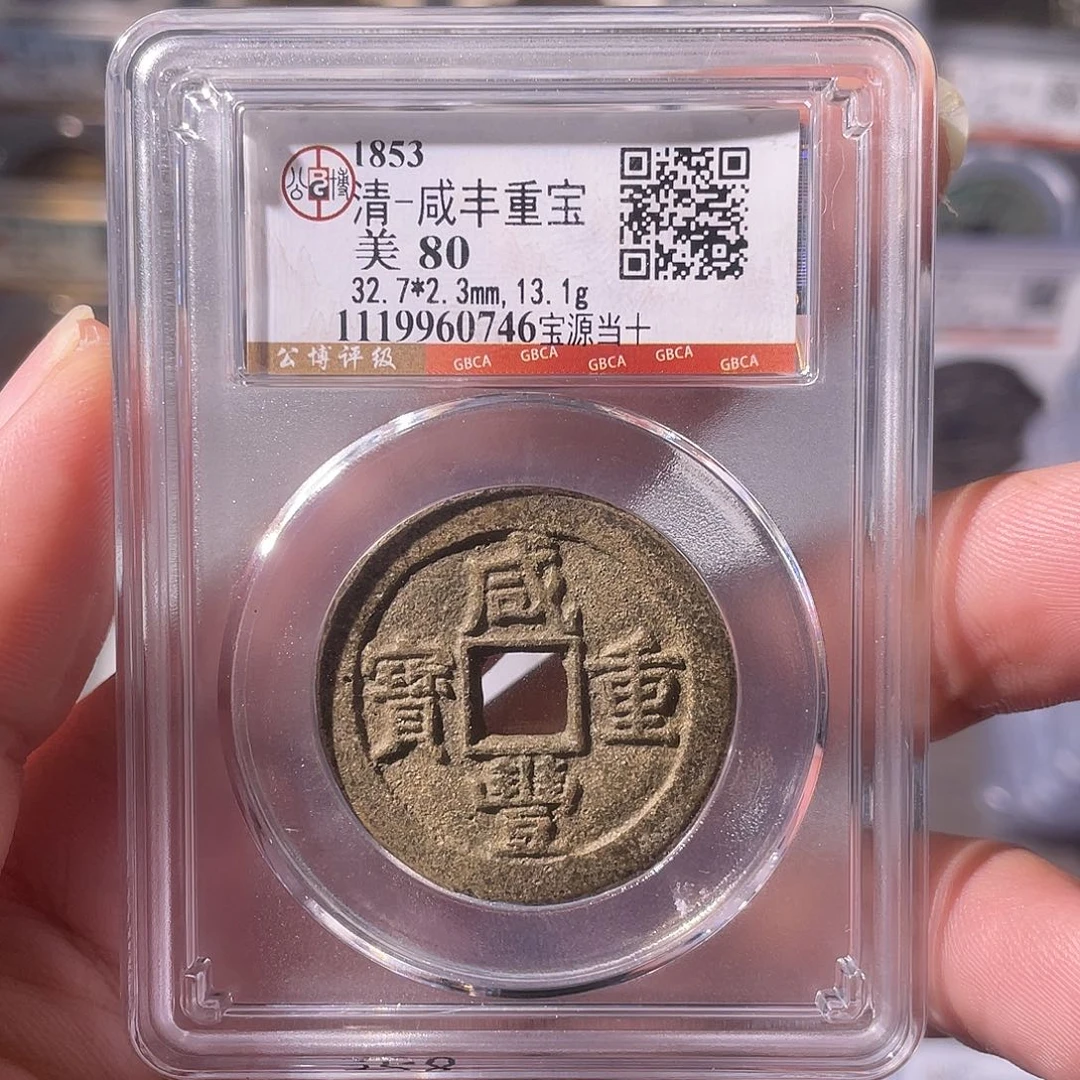 1853
公博
清-咸丰重宝
美 80
32.7*2.3mm, 13.1g
1119960746宝源当十
公博评级 GBCA GBCA GBCA GBCA GBCA
咸
寶 重
豐